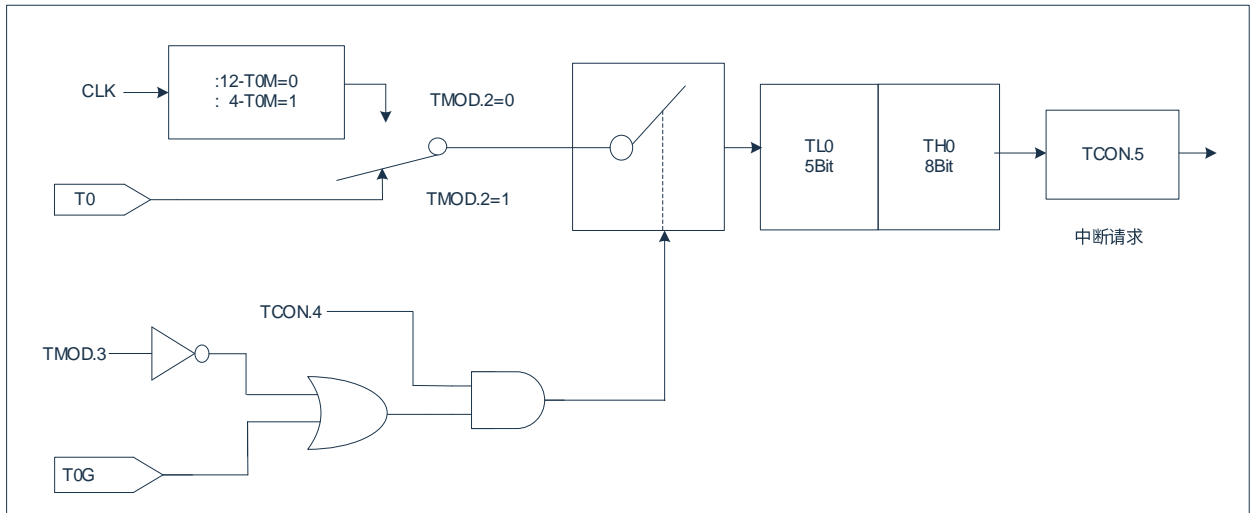 :12-T0M=0
: 4-T0M=1
CLK
TMOD.2=0
TMOD.2=1
T0
TL0
5Bit
TH0
8Bit
TCON.5
中断请求
TCON.4
TMOD.3
T0G